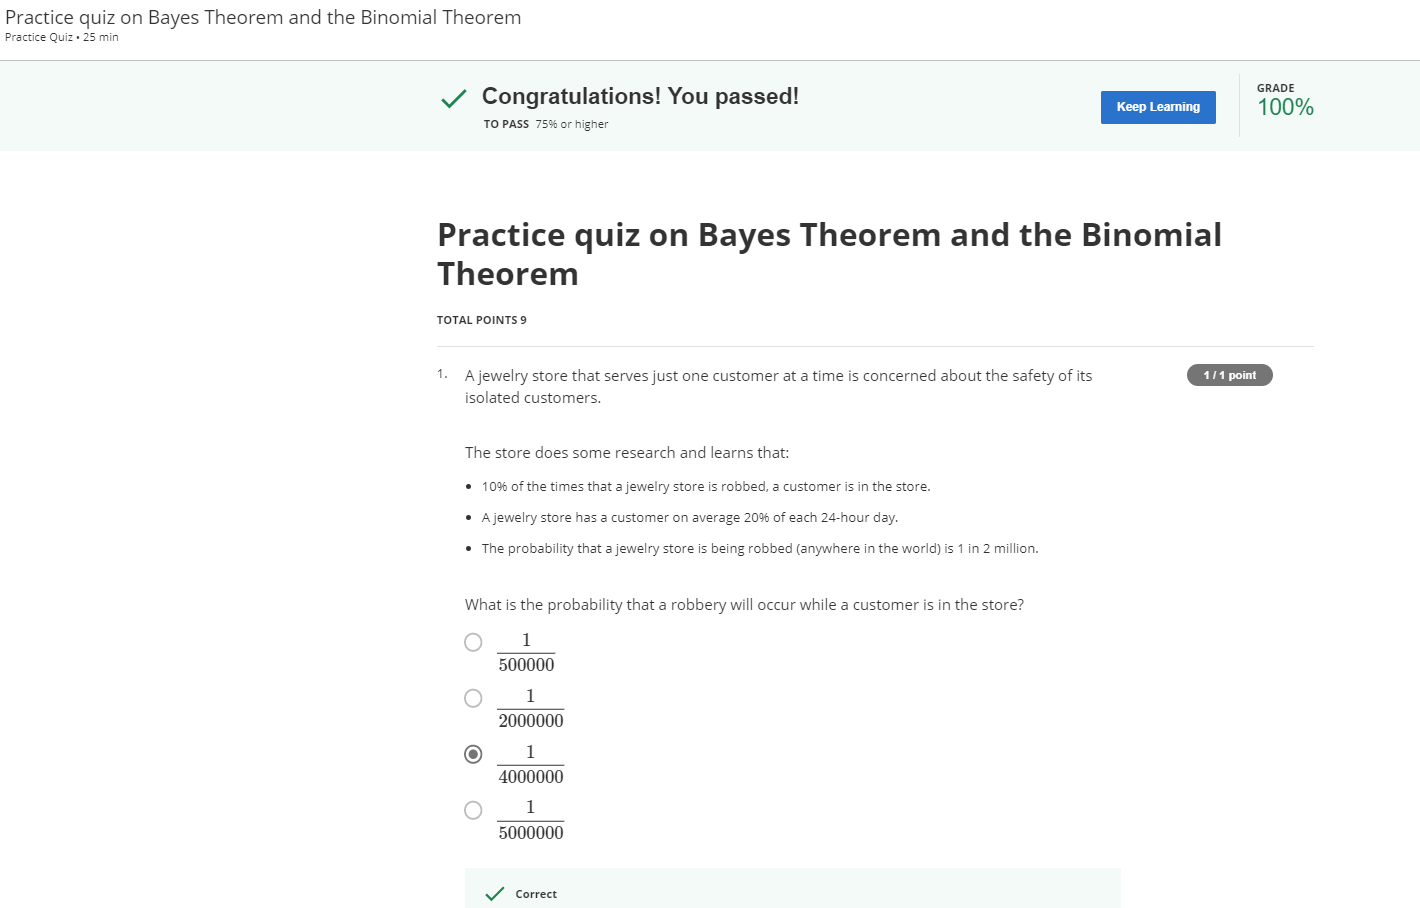 Practice quiz on Bayes Theorem and the Binomial Theorem
Practice Quiz • 25 min
Congratulations! You passed!
TO PASS 75% or higher
Keep Learning
GRADE
100%
Practice quiz on Bayes Theorem and the Binomial
Theorem
TOTAL POINTS 9
1. A jewelry store that serves just one customer at a time is concerned about the safety of its
isolated customers.
1 / 1 point
The store does some research and learns that:
• 10% of the times that a jewelry store is robbed, a customer is in the store.
• A jewelry store has a customer on average 20% of each 24-hour day.
• The probability that a jewelry store is being robbed (anywhere in the world) is 1 in 2 million.
What is the probability that a robbery will occur while a customer is in the store?
1
500000
1
2000000
1
4000000
1
5000000
Correct